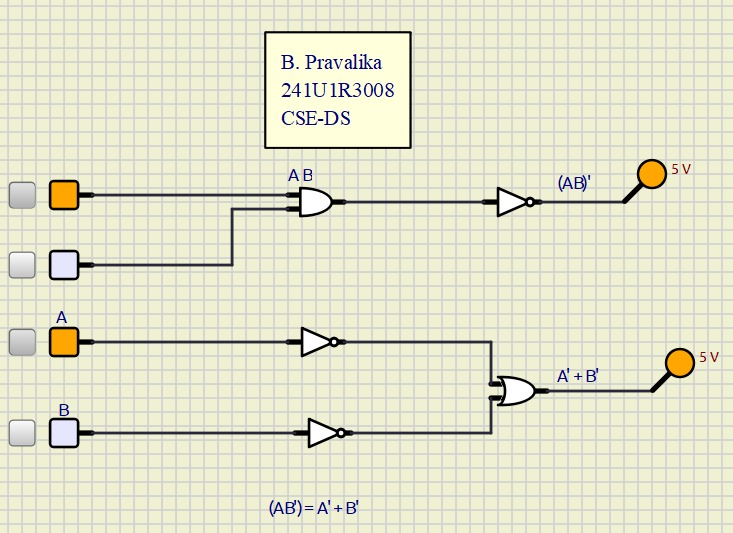 B. Pravalika
241U1R3008
CSE-DS
A B
(AB)'
5 V
A
A' + B'
5 V
B
(AB') = A' + B'